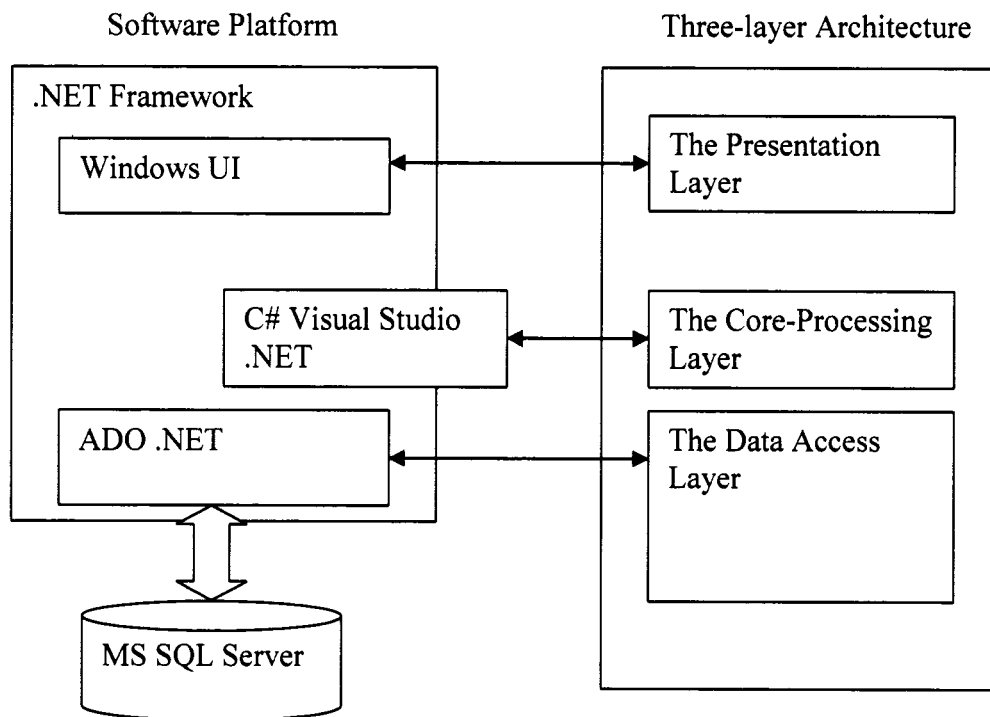 Software Platform
Three-layer Architecture
.NET Framework
Windows UI
The Presentation
Layer
C# Visual Studio
.NET
The Core-Processing
Layer
ADO .NET
The Data Access
Layer
MS SQL Server